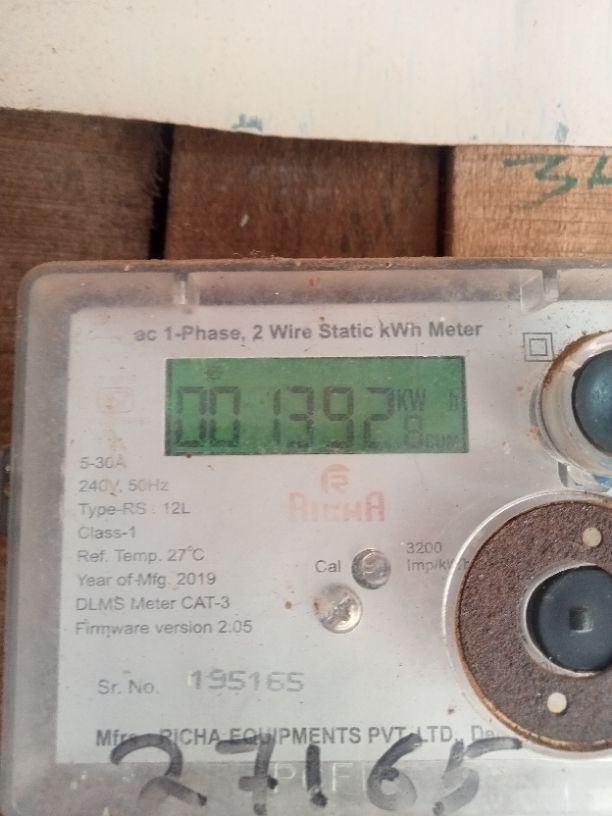 ac 1-Phase, 2 Wire Static kWh Meter
001392.8 KW h
CUM
5-30A
240V, 50Hz
Type-RS : 12L
Class-1
Ref. Temp. 27°C
Year of Mfg. 2019
DLMS Meter CAT-3
Firmware version 2.05
RICHA
Cal
3200
Imp/kWh
Sr. No. 195165
Mfrs. RICHA EQUIPMENTS PVT. LTD.,
27165